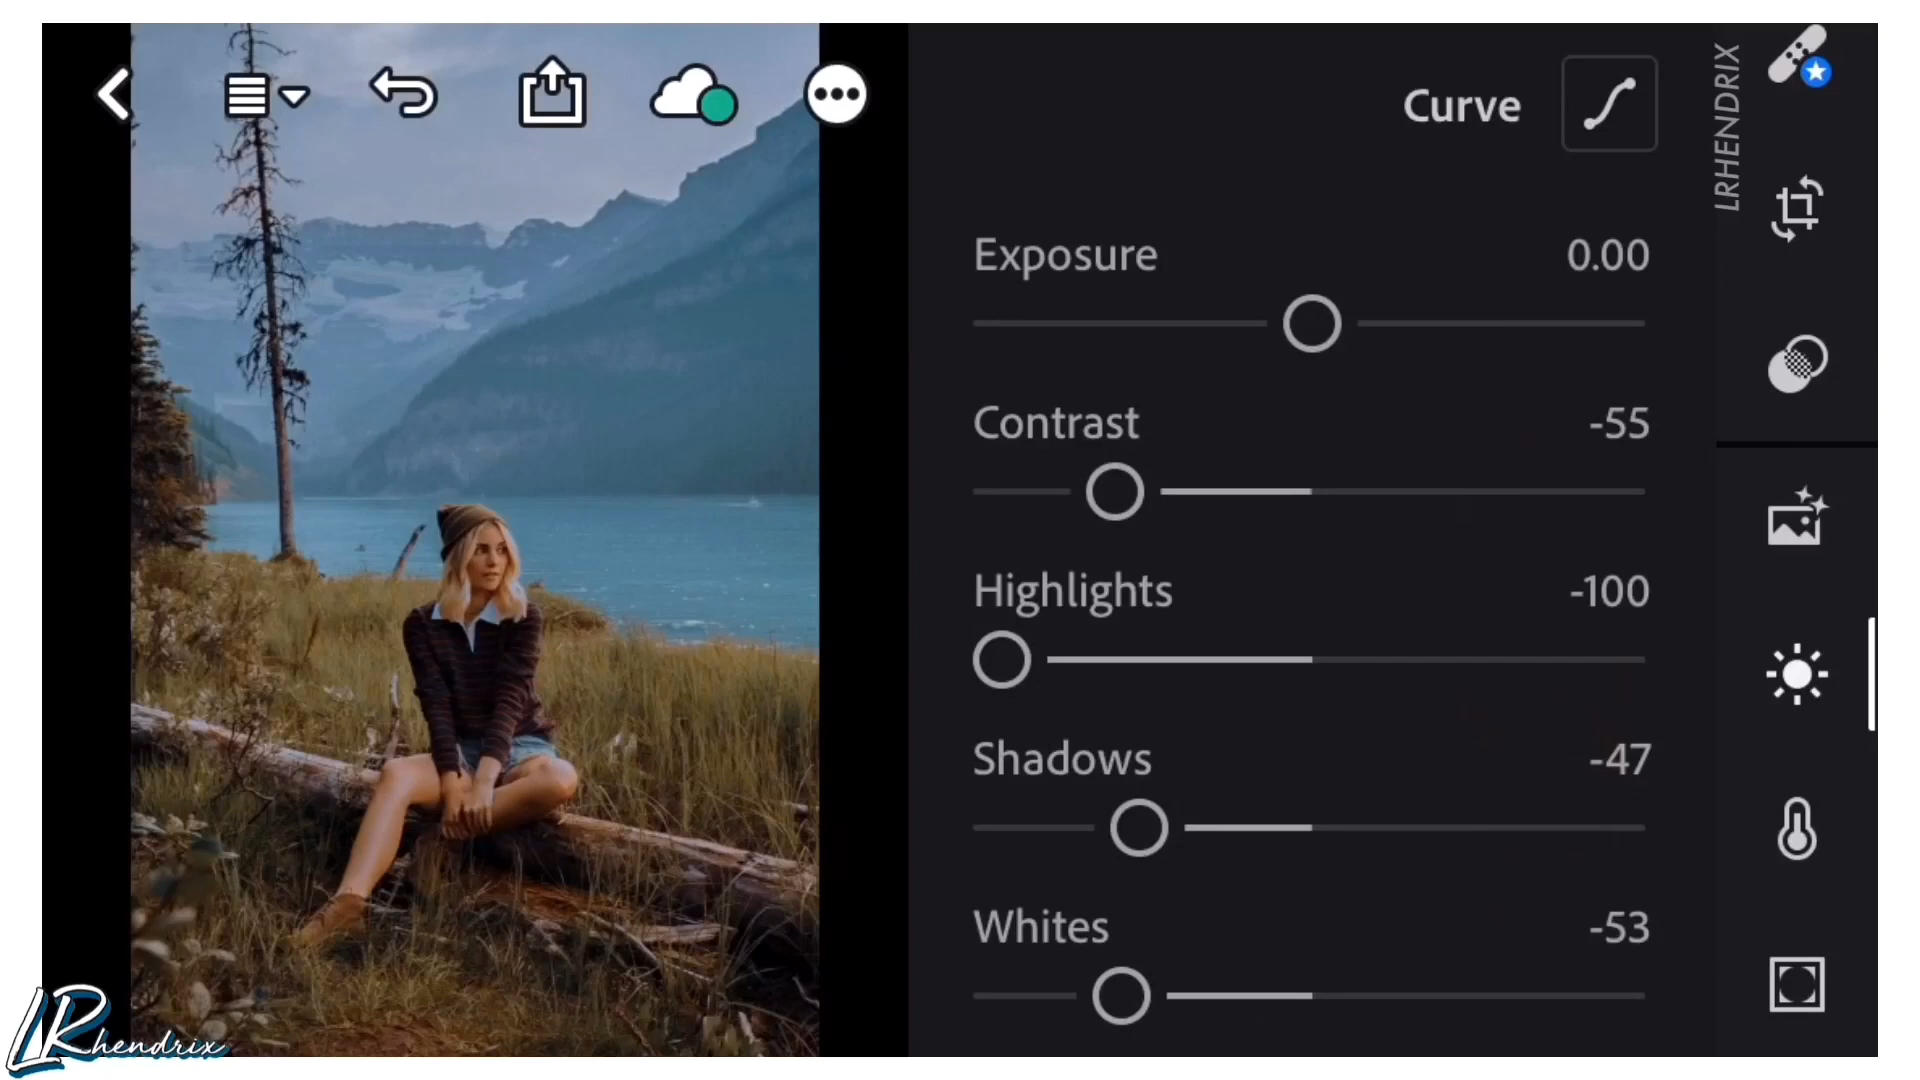 Curve
LRHENDRIX
Exposure 0.00
Contrast -55
Highlights -100
Shadows -47
Whites -53
LRhendrix